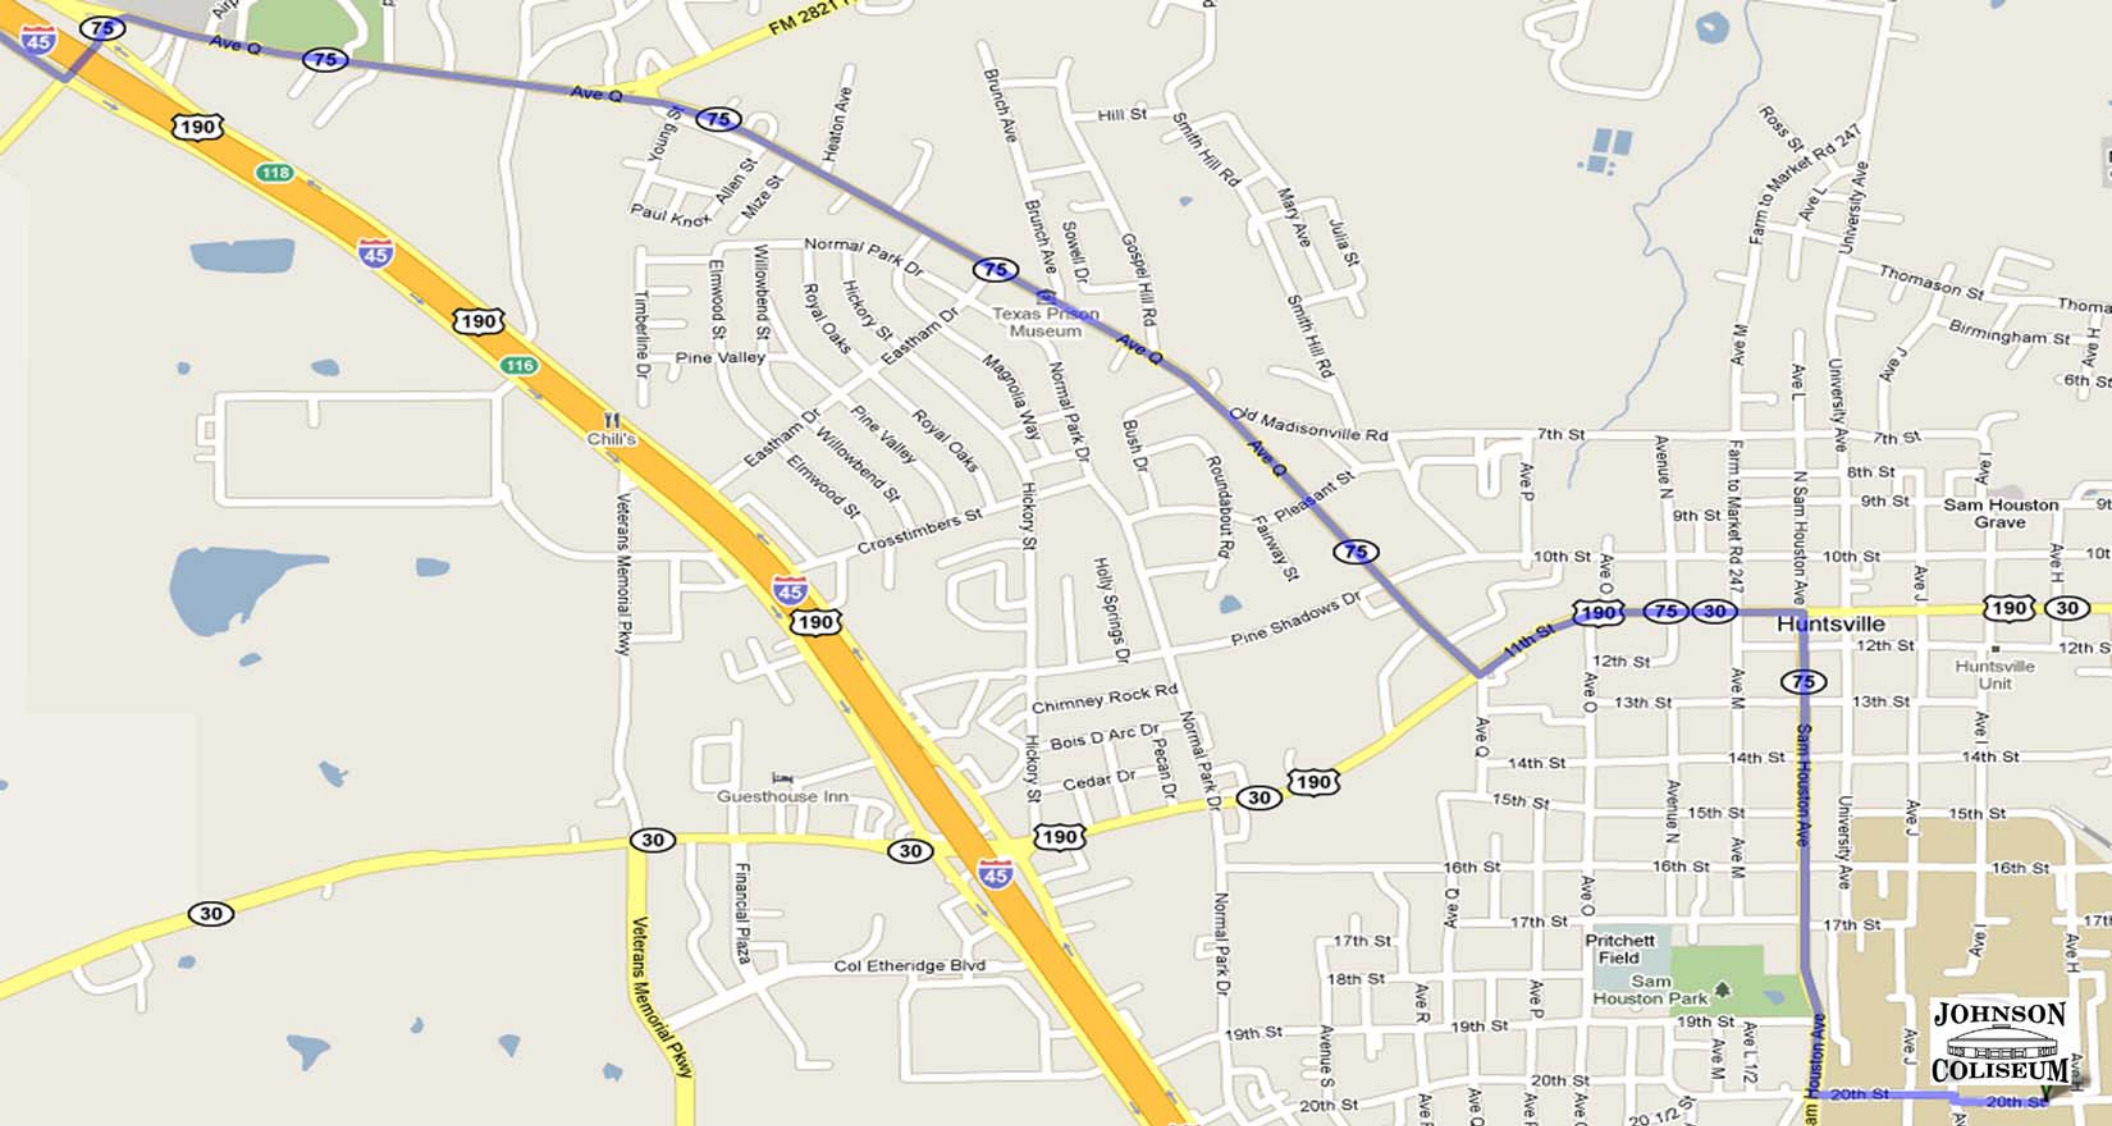 Airp
FM 2821
45
75
Ave Q
75
Ave Q
75
190
118
45
190
116
Young St
Allen St
Mize St
Heaton Ave
Paul Knox
Brunch Ave
Hill St
Smith Hill Rd
Mary Ave
Julia St
Brunch Ave
Sowell Dr
Gospel Hill Rd
Smith Hill Rd
Ross St
Farm to Market Rd 247
Ave L
University Ave
Thomason St
Thoma
Birmingham St
Ave H
6th St
Ave J
Ave M
Ave L
University Ave
Normal Park Dr
75
Texas Prison
Museum
Ave Q
Timberline Dr
Elmwood St
Willowbend St
Royal Oaks
Hickory St
Eastham Dr
Pine Valley
Magnolia Way
Normal Park Dr
Chili's
Eastham Dr
Pine Valley
Royal Oaks
Willowbend St
Elmwood St
Crosstimbers St
Hickory St
Bush Dr
Roundabout Rd
Fairway St
Pleasant St
Old Madisonville Rd
Ave Q
75
7th St
7th St
8th St
9th St
9th St
9t
Ave P
Avenue N
Farm to Market Rd 247
N Sam Houston Ave
Ave I
Sam Houston
Grave
10th St
10th St
10t
Ave O
Ave J
Ave H
Veterans Memorial Pkwy
45
190
Holly Springs Dr
Pine Shadows Dr
11th St
190
75
30
190
30
Huntsville
12th St
12th St
12th S
Huntsville
Unit
75
Chimney Rock Rd
Bois D Arc Dr
Cedar Dr
Pecan Dr
Hickory St
Normal Park Dr
Ave Q
Ave O
Ave M
13th St
13th St
Ave I
14th St
14th St
14th St
Sam Houston Ave
Guesthouse Inn
30
30
190
30
190
45
30
15th St
15th St
15th St
Avenue N
Ave M
University Ave
Ave J
16th St
16th St
16th St
Financial Plaza
Veterans Memorial Pkwy
Col Etheridge Blvd
Normal Park Dr
Ave Q
Ave O
17th St
17th St
17th St
17t
Pritchett
Field
Sam
Houston Park
18th St
Ave R
Ave P
Ave I
Ave H
19th St
19th St
19th St
Avenue S
Ave M
Ave L 1/2
Ave J
JOHNSON
COLISEUM
Ave H
20th St
20th St
20 1/2 St
20th St
20th St
am Houston Ave
Ave Q